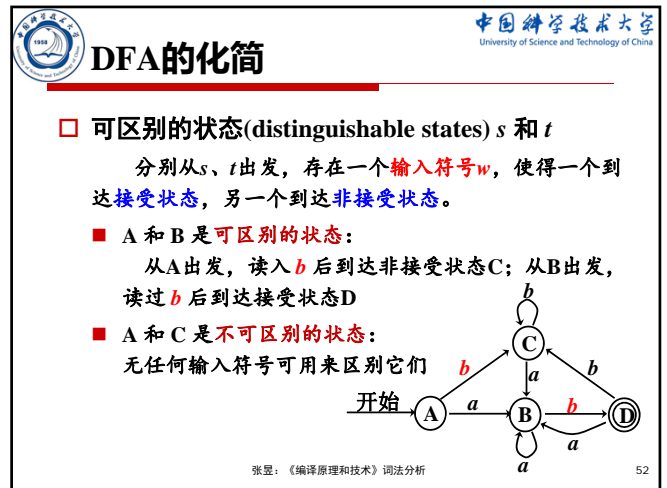 中国科学技术大学
University of Science and Technology of China
1958
DFA的化简
可区别的状态(distinguishable states) s 和 t
分别从s、t出发，存在一个输入符号w，使得一个到
达接受状态，另一个到达非接受状态。
A 和 B 是可区别的状态：
从A出发，读入 b 后到达非接受状态C；从B出发，
读过 b 后到达接受状态D
A 和 C 是不可区别的状态：
无任何输入符号可用来区别它们
b
C
b
a
b
开始
A
a
B
b
D
a
a
张昱：《编译原理和技术》词法分析
52